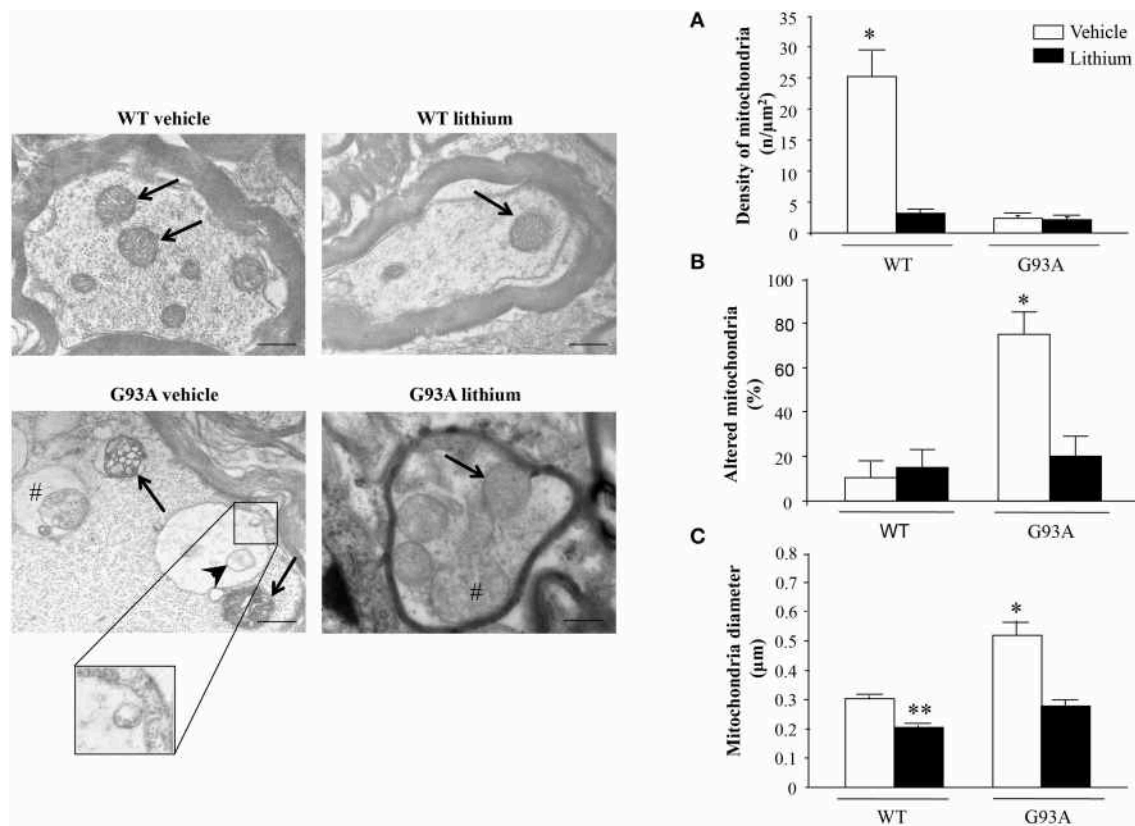 WT vehicle
WT lithium
G93A vehicle
#
G93A lithium
#
A
Density of mitochondria
(n/μm²)
35
30
25
20
15
10
5
0
*
Vehicle
Lithium
WT
G93A
B
Altered mitochondria
(%)
100
80
60
40
20
0
*
WT
G93A
C
Mitochondria diameter
(μm)
0.8
0.7
0.6
0.5
0.4
0.3
0.2
0.1
0
**
*
WT
G93A